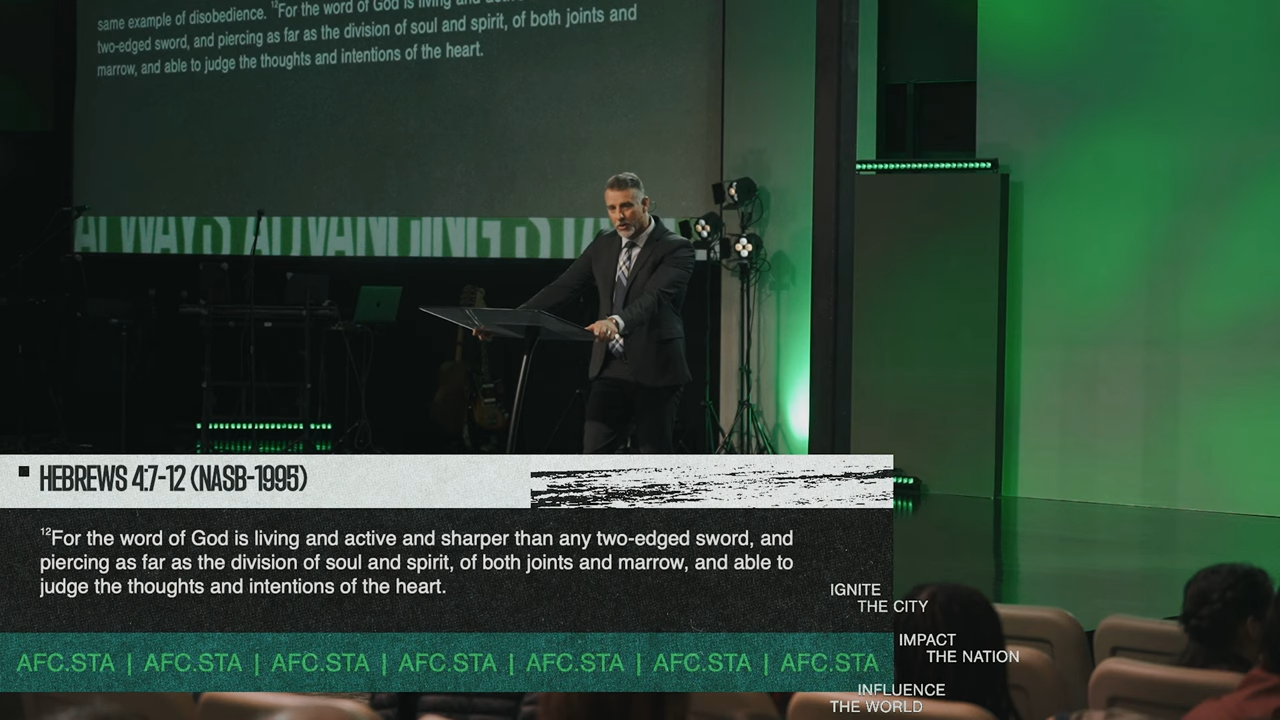 same example of disobedience. ¹²For the word of God is living and
two-edged sword, and piercing as far as the division of soul and spirit, of both joints and
marrow, and able to judge the thoughts and intentions of the heart.
ALWAYS ADVANCING
HEBREWS 4:7-12 (NASB-1995)
¹²For the word of God is living and active and sharper than any two-edged sword, and
piercing as far as the division of soul and spirit, of both joints and marrow, and able to
judge the thoughts and intentions of the heart.
IGNITE
THE CITY
IMPACT
THE NATION
AFC.STA | AFC.STA | AFC.STA | AFC.STA | AFC.STA | AFC.STA | AFC.STA
INFLUENCE
THE WORLD